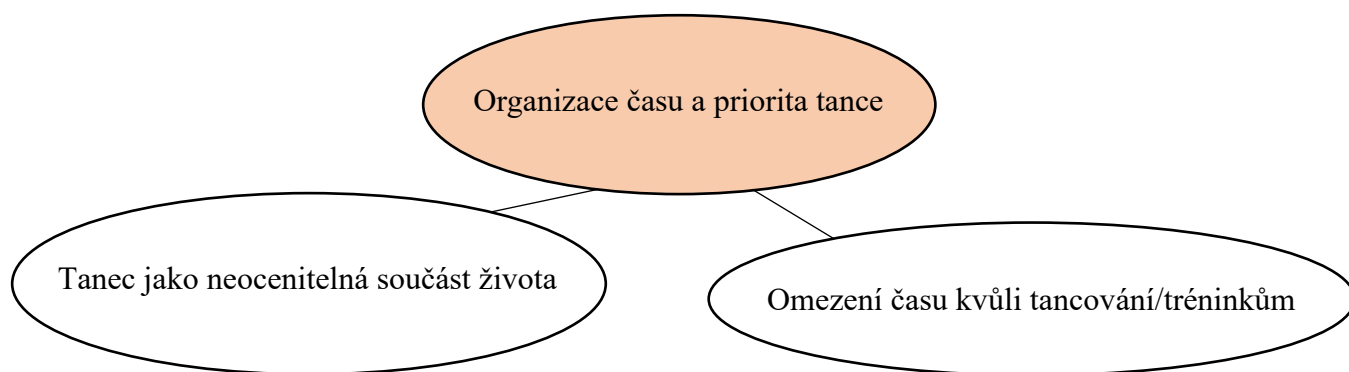 Organizace času a priorita tance
Tanec jako neocenitelná součást života
Omezení času kvůli tancování/tréninkům